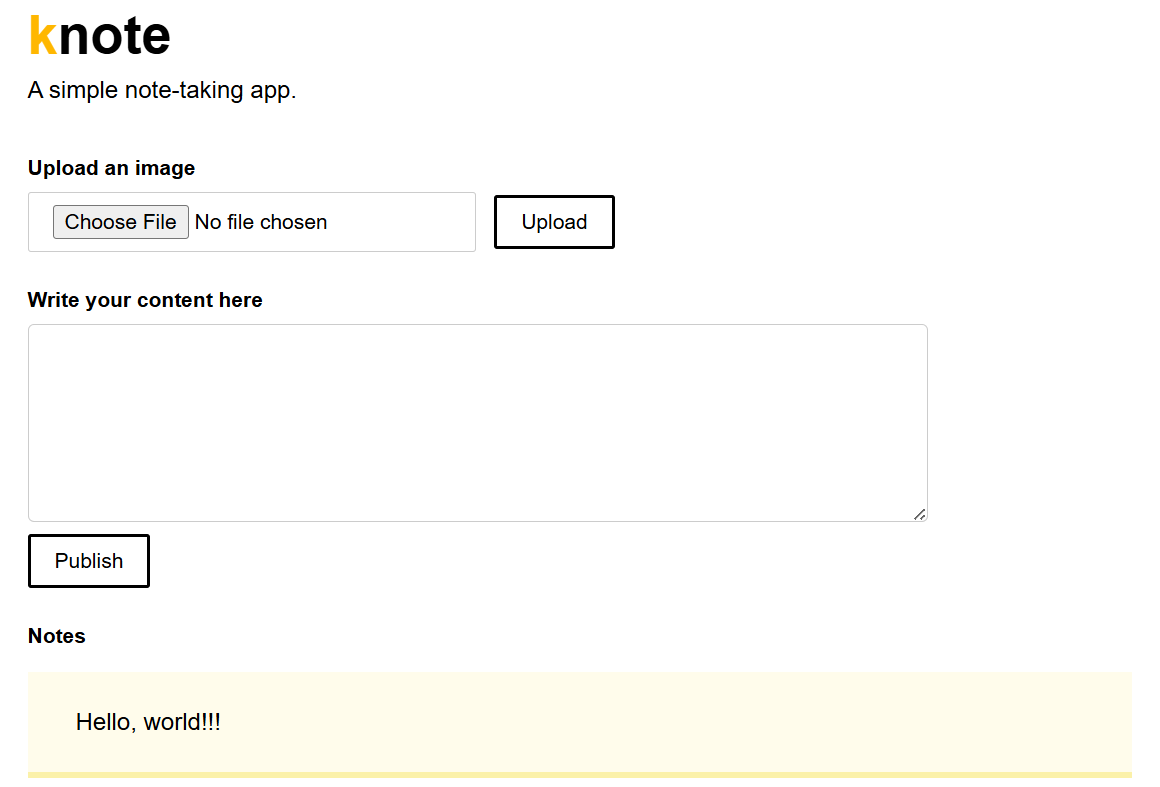 knote
A simple note-taking app.
Upload an image
Choose File No file chosen Upload
Write your content here
Publish
Notes
Hello, world!!!